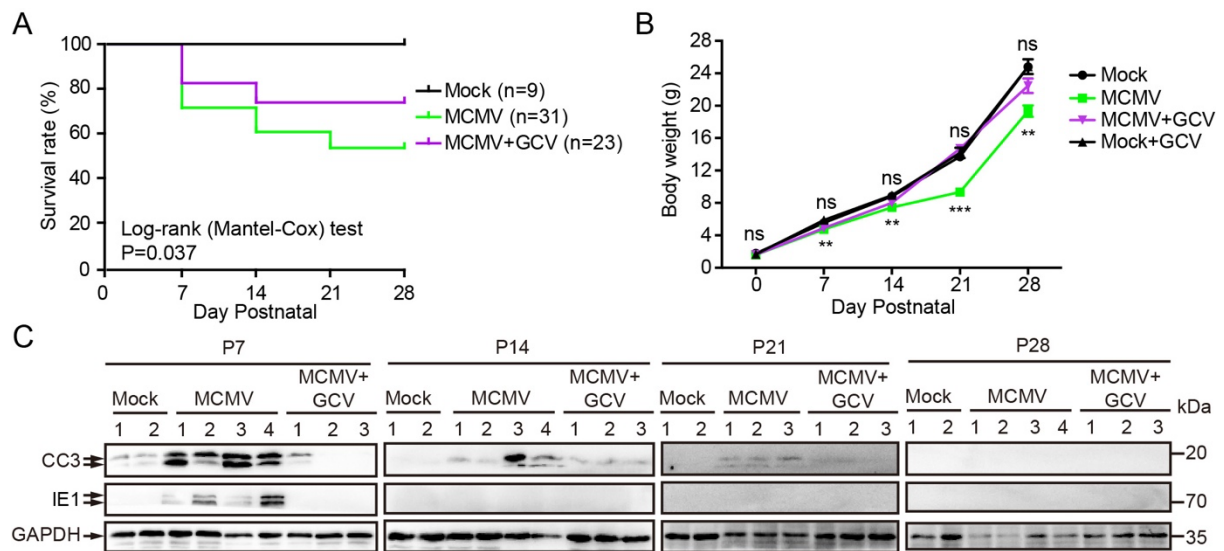 A
100
80
60
40
20
0
Survival rate (%)
Log-rank (Mantel-Cox) test
P=0.037
0 7 14 21 28
Day Postnatal
Mock (n=9)
MCMV (n=31)
MCMV+GCV (n=23)
B
28
24
20
16
12
8
4
0
Body weight (g)
ns ns ns ns ns
** ** *** **
0 7 14 21 28
Day Postnatal
Mock
MCMV
MCMV+GCV
Mock+GCV
C
P7 P14 P21 P28
Mock MCMV MCMV+ GCV Mock MCMV MCMV+ GCV Mock MCMV MCMV+ GCV Mock MCMV MCMV+ GCV kDa
1 2 1 2 3 4 1 2 3 1 2 1 2 3 4 1 2 3 1 2 1 2 3 1 2 3 1 2 1 2 3 4 1 2 3
CC3 20
IE1 70
GAPDH 35